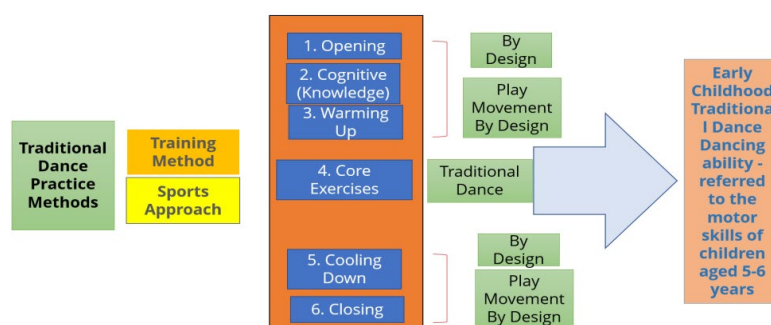 Traditional
Dance
Practice
Methods
Training
Method
Sports
Approach
1. Opening
2. Cognitive
(Knowledge)
3. Warming
Up
4. Core
Exercises
5. Cooling
Down
6. Closing
By
Design
Play
Movement
By Design
Traditional
Dance
By
Design
Play
Movement
By Design
Early
Childhood
Traditiona
l Dance
Dancing
ability -
referred
to the
motor
skills of
children
aged 5-6
years